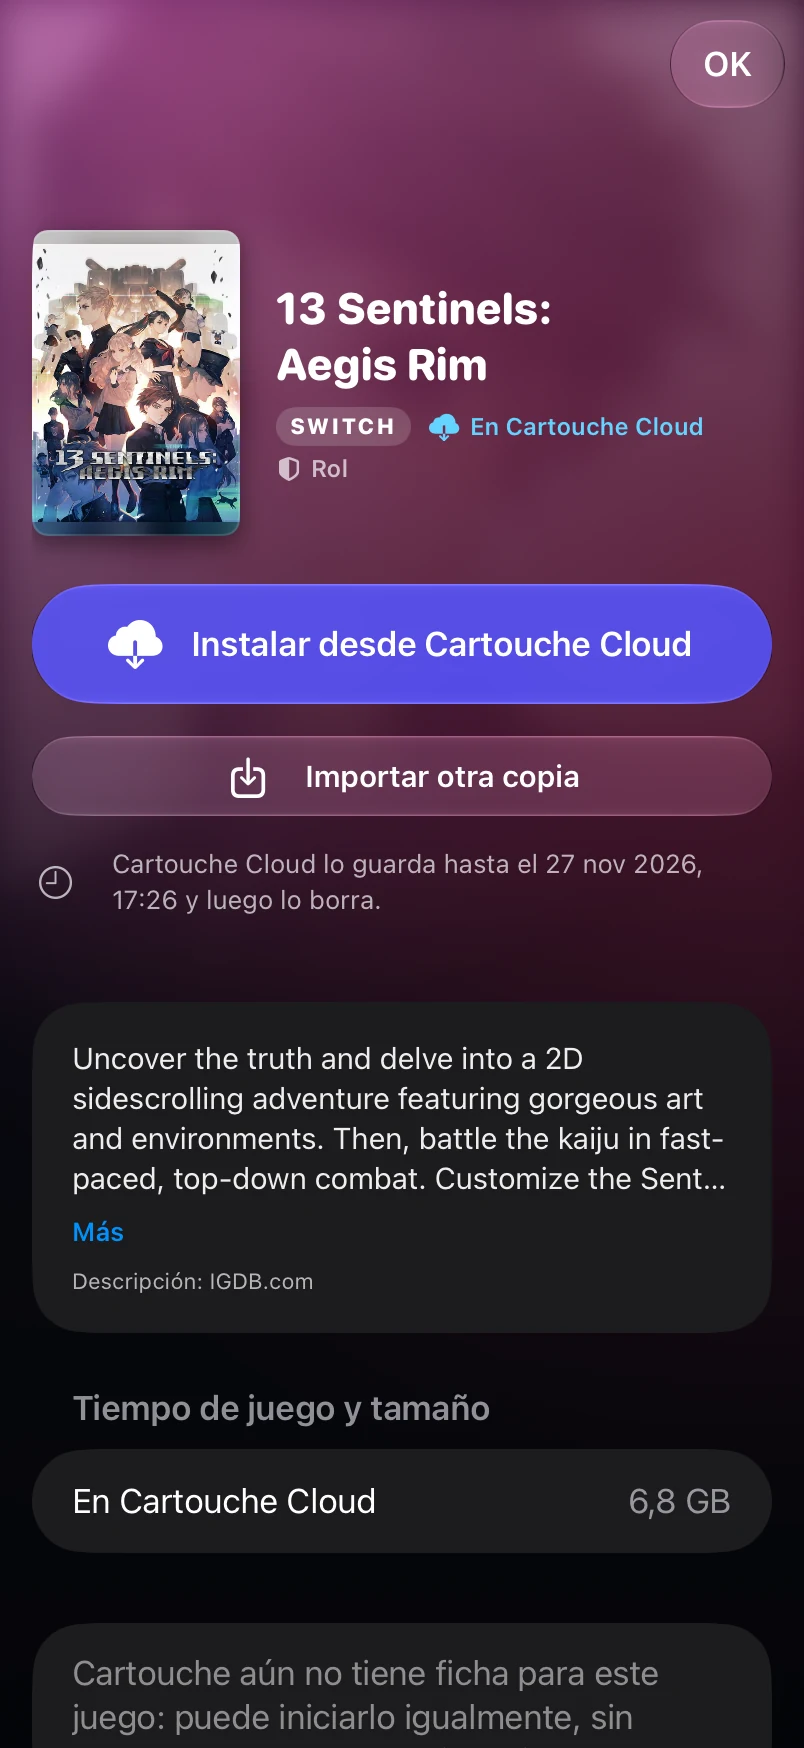 OK
13 SENTINELS:
AEGIS RIM
13 Sentinels:
Aegis Rim
SWITCH
En Cartouche Cloud
Rol
Instalar desde Cartouche Cloud
Importar otra copia
Cartouche Cloud lo guarda hasta el 27 nov 2026,
17:26 y luego lo borra.
Uncover the truth and delve into a 2D
sidescrolling adventure featuring gorgeous art
and environments. Then, battle the kaiju in fast-
paced, top-down combat. Customize the Sent...
Más
Descripción: IGDB.com
Tiempo de juego y tamaño
En Cartouche Cloud
6,8 GB
Cartouche aún no tiene ficha para este
juego: puede iniciarlo igualmente, sin